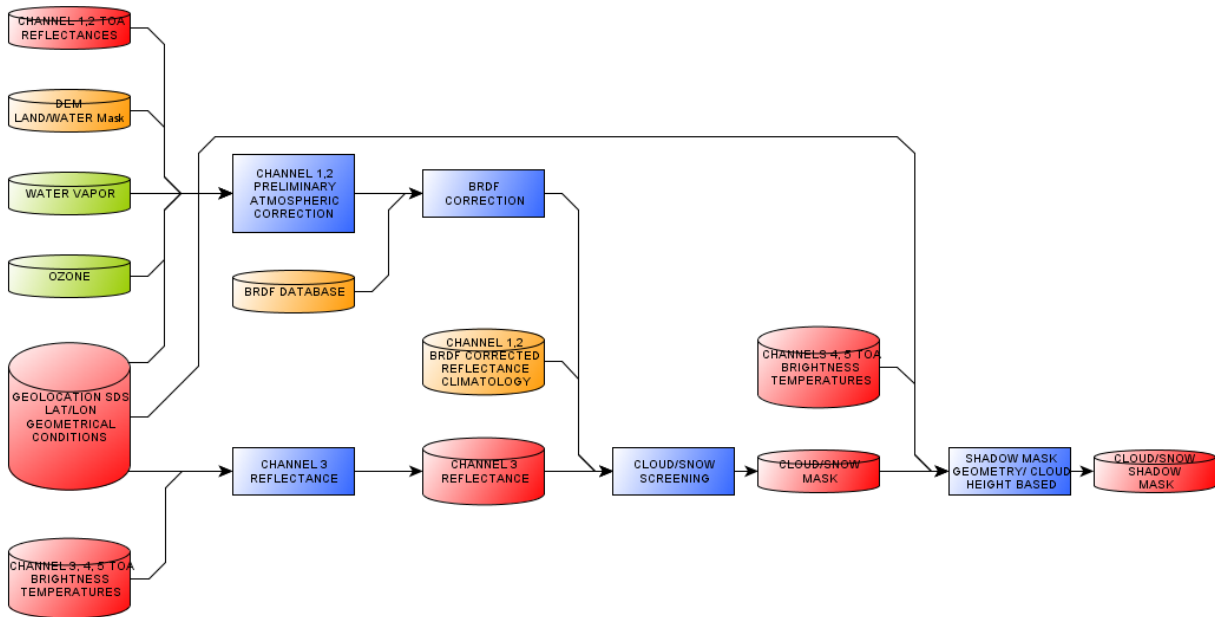 CHANNEL 1,2 TOA
REFLECTANCES
DEM
LAND/WATER Mask
WATER VAPOR
OZONE
GEOLOCATION SDS
LAT/LON
GEOMETRICAL
CONDITIONS
CHANNEL 3, 4, 5 TOA
BRIGHTNESS
TEMPERATURES
CHANNEL 1,2
PRELIMINARY
ATMOSPHERIC
CORRECTION
BRDF DATABASE
CHANNEL 3
REFLECTANCE
BRDF
CORRECTION
CHANNEL 1,2
BRDF CORRECTED
REFLECTANCE
CLIMATOLOGY
CHANNEL 3
REFLECTANCE
CLOUD/SNOW
SCREENING
CHANNELS 4, 5 TOA
BRIGHTNESS
TEMPERATURES
CLOUD/SNOW
MASK
SHADOW MASK
GEOMETRY/ CLOUD
HEIGHT BASED
CLOUD/SNOW
SHADOW
MASK